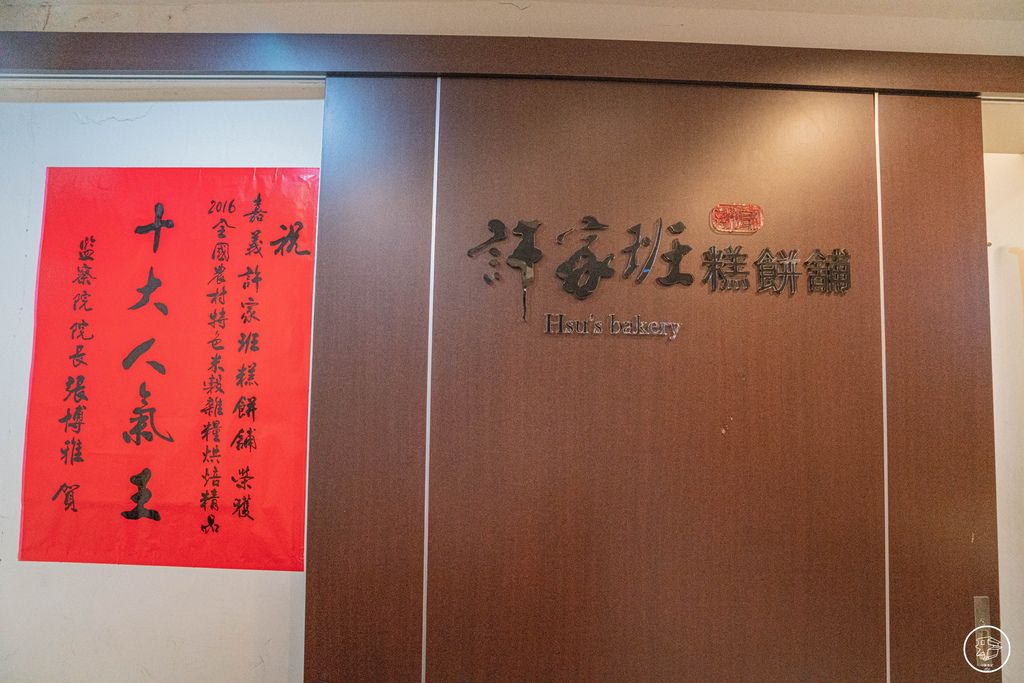 祝
嘉義許家班糕餅舖榮獲
2016全國農村特色米穀雜糧烘焙精品
十大人氣王
監察院院長張博雅賀
許家班糕餅舖
Hsu's bakery